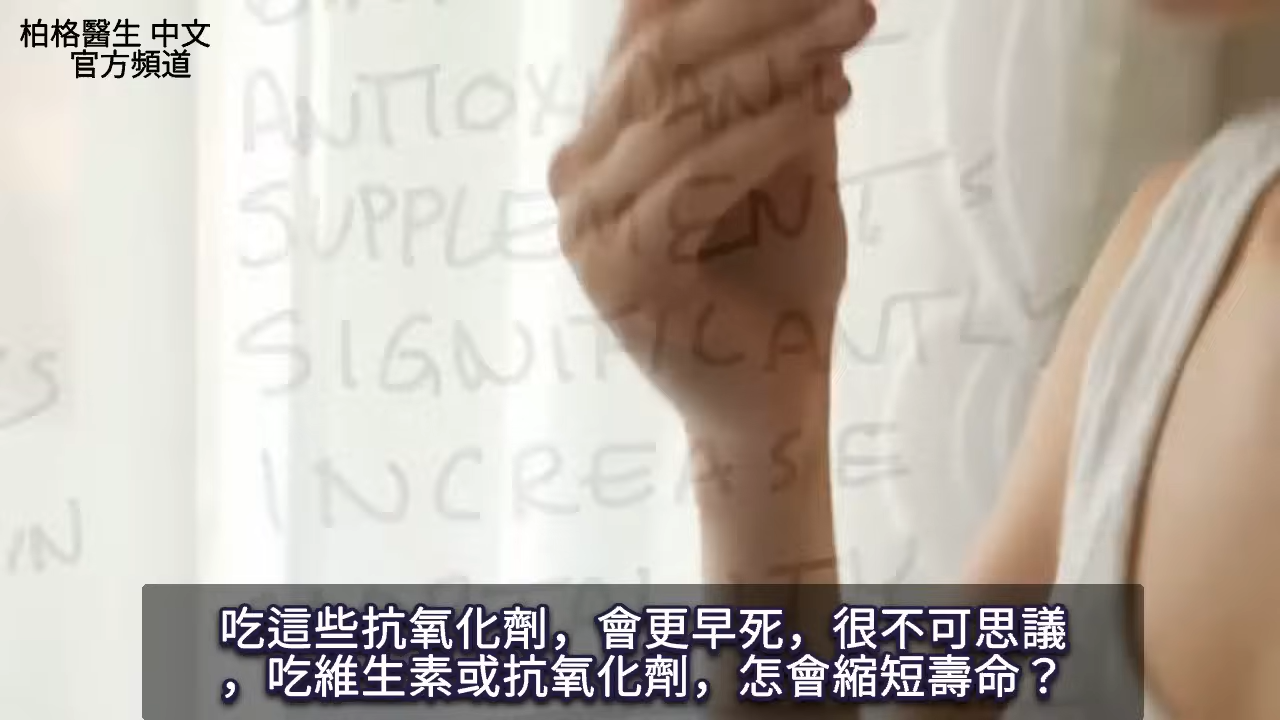 柏格醫生 中文
官方頻道
ANTIOXIDANT
SUPPLEMENTS
SIGNIFICANTLY
INCREASE
IN
吃這些抗氧化劑，會更早死，很不可思議
，吃維生素或抗氧化劑，怎會縮短壽命？